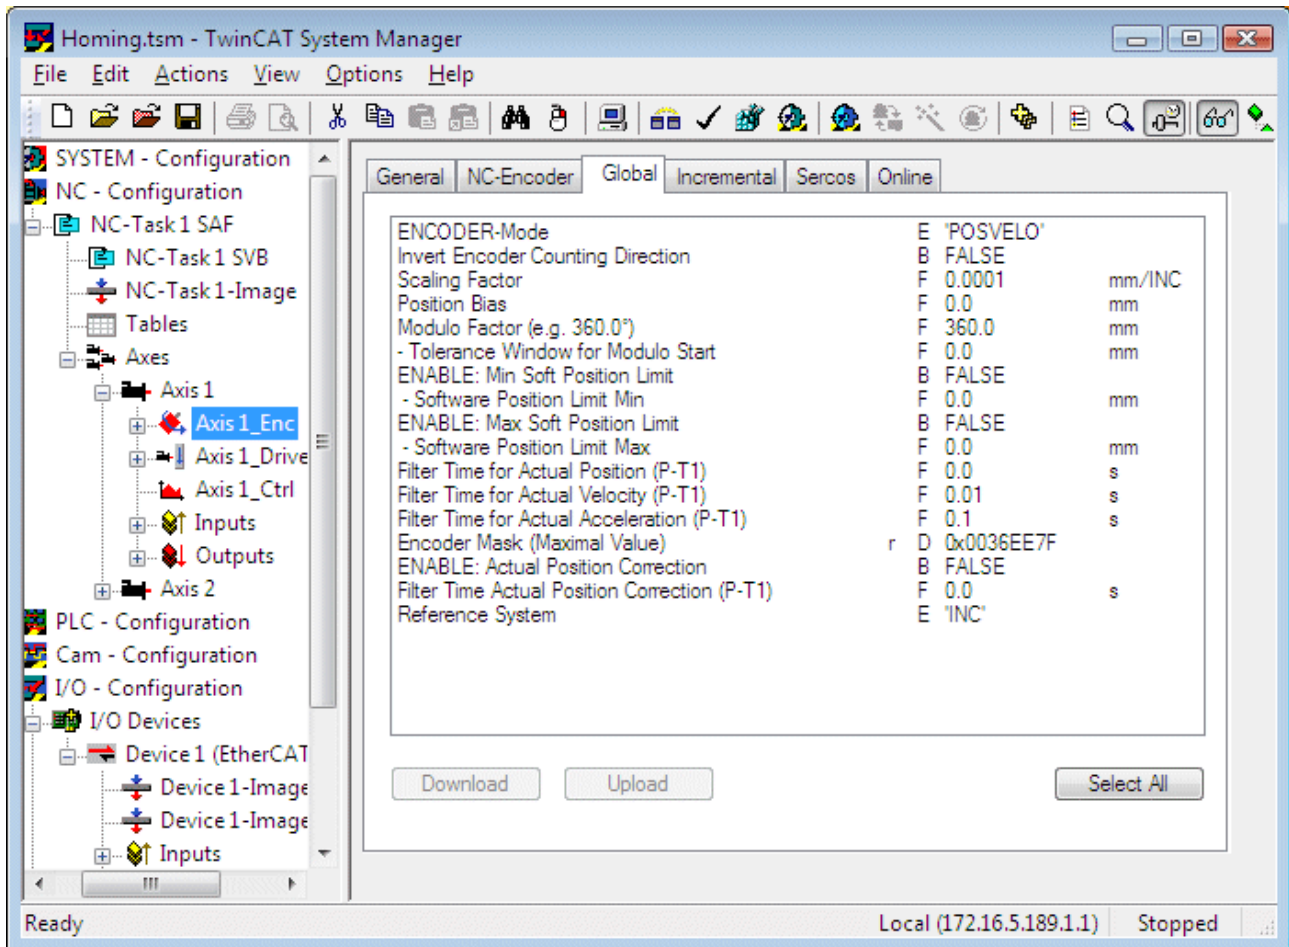 Homing.tsm - TwinCAT System Manager
File Edit Actions View Options Help
SYSTEM - Configuration
NC - Configuration
NC-Task 1 SAF
NC-Task 1 SVB
NC-Task 1-Image
Tables
Axes
Axis 1
Axis 1_Enc
Axis 1_Drive
Axis 1_Ctrl
Inputs
Outputs
Axis 2
PLC - Configuration
Cam - Configuration
I/O - Configuration
I/O Devices
Device 1 (EtherCAT
Device 1-Image
Device 1-Image
Inputs
General NC-Encoder Global Incremental Sercos Online
ENCODER-Mode E 'POSVELO'
Invert Encoder Counting Direction B FALSE
Scaling Factor F 0.0001 mm/INC
Position Bias F 0.0 mm
Modulo Factor (e.g. 360.0°) F 360.0 mm
- Tolerance Window for Modulo Start F 0.0 mm
ENABLE: Min Soft Position Limit B FALSE
- Software Position Limit Min F 0.0 mm
ENABLE: Max Soft Position Limit B FALSE
- Software Position Limit Max F 0.0 mm
Filter Time for Actual Position (P-T1) F 0.0 s
Filter Time for Actual Velocity (P-T1) F 0.01 s
Filter Time for Actual Acceleration (P-T1) F 0.1 s
Encoder Mask (Maximal Value) r D 0x0036EE7F
ENABLE: Actual Position Correction B FALSE
Filter Time Actual Position Correction (P-T1) F 0.0 s
Reference System E 'INC'
Download Upload Select All
Ready Local (172.16.5.189.1.1) Stopped